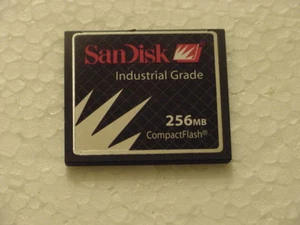 SanDisk
Industrial Grade
256MB
CompactFlash®